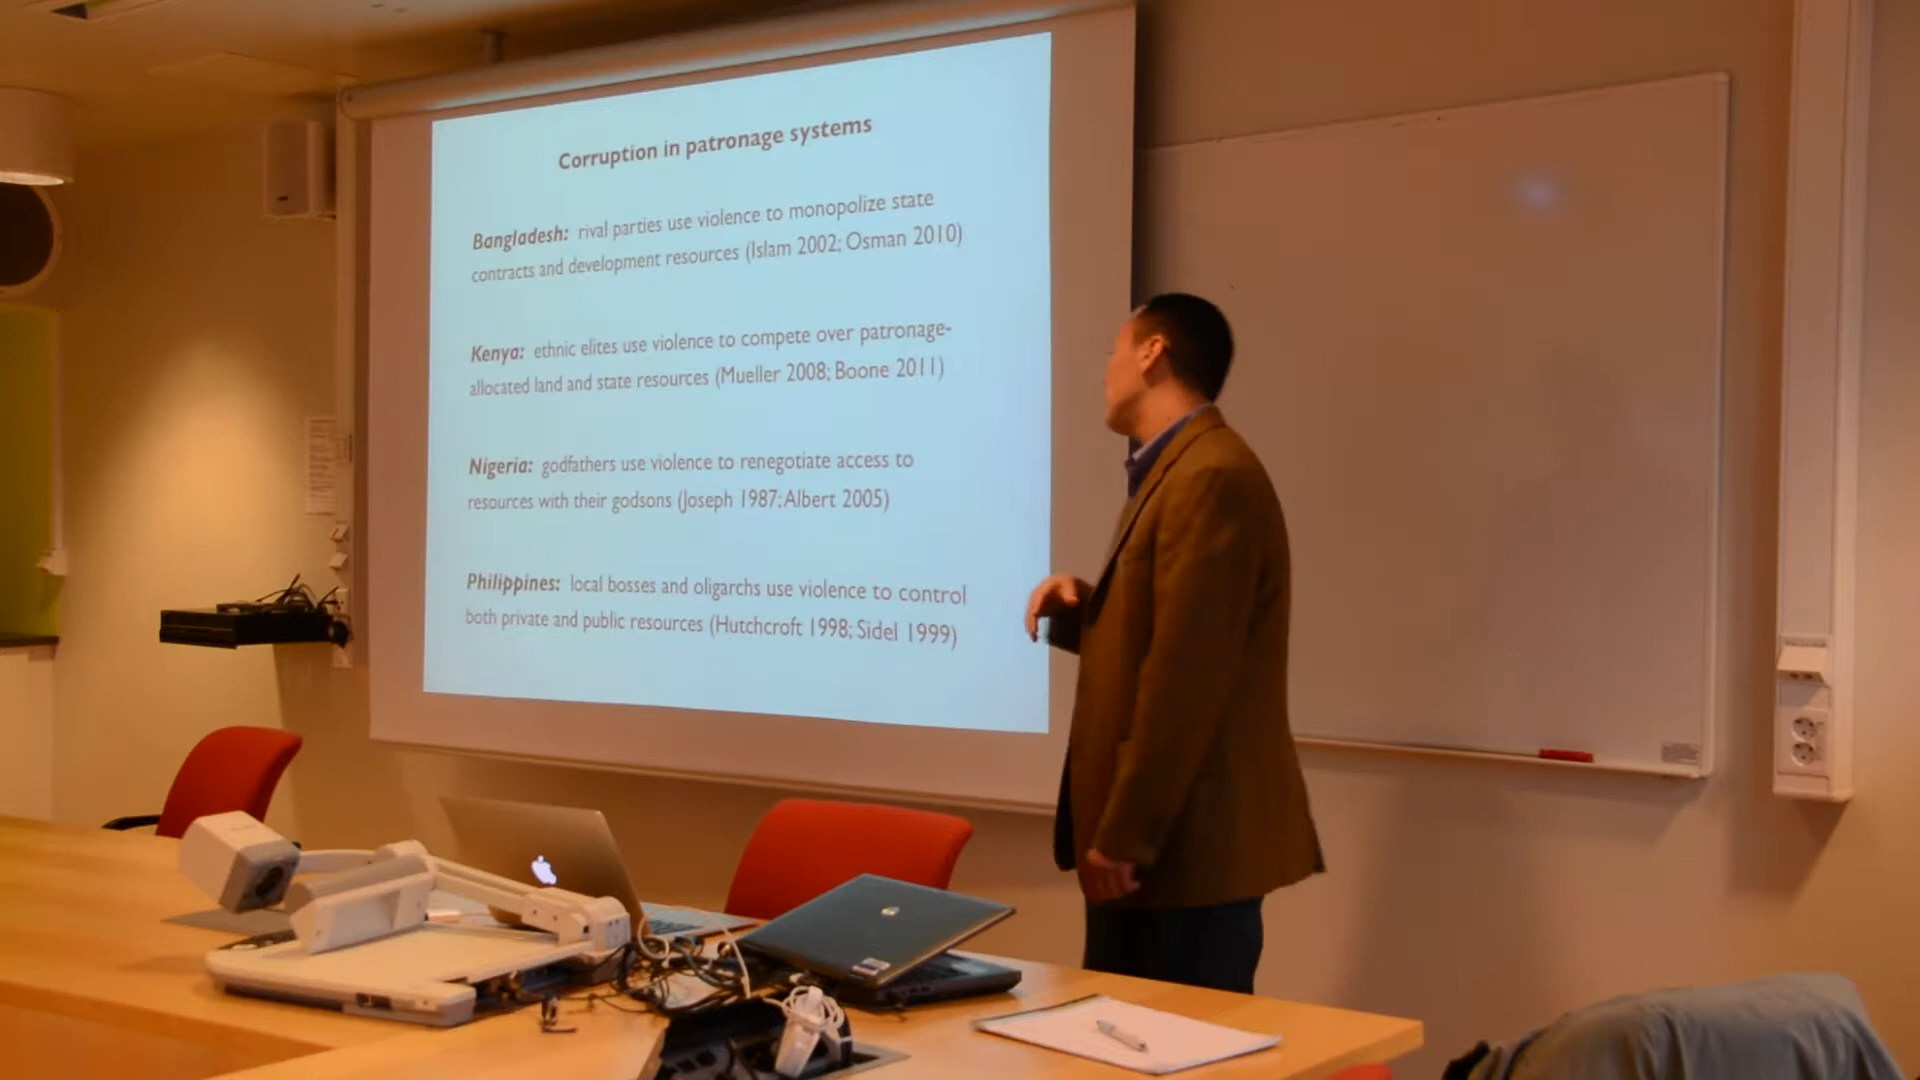 Corruption in patronage systems
Bangladesh: rival parties use violence to monopolize state
contracts and development resources (Islam 2002; Osman 2010)
Kenya: ethnic elites use violence to compete over patronage-
allocated land and state resources (Mueller 2008; Boone 2011)
Nigeria: godfathers use violence to renegotiate access to
resources with their godsons (Joseph 1987; Albert 2005)
Philippines: local bosses and oligarchs use violence to control
both private and public resources (Hutchcroft 1998; Sidel 1999)